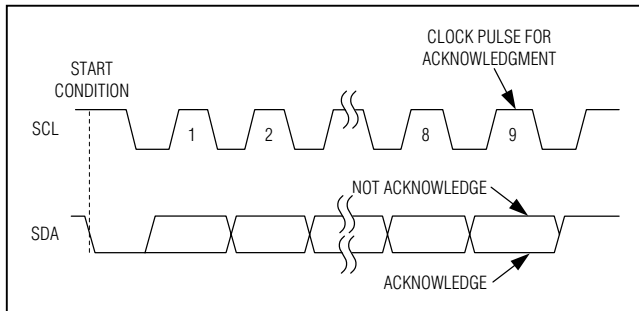 CLOCK PULSE FOR
ACKNOWLEDGMENT
START
CONDITION
SCL
1
2
8
9
NOT ACKNOWLEDGE
SDA
ACKNOWLEDGE